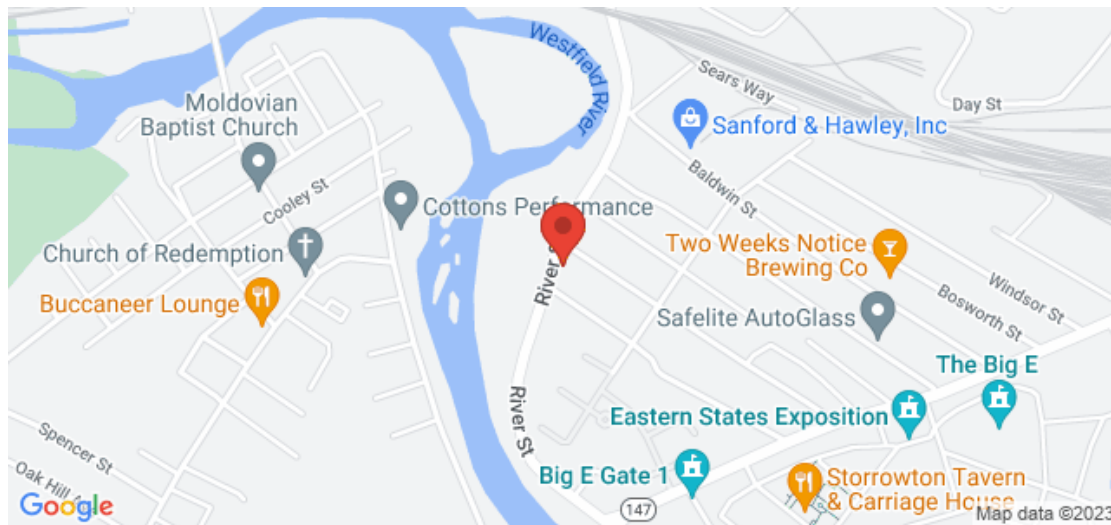 Westfield River
Sears Way
Day St
Moldovian
Baptist Church
Sanford & Hawley, Inc
Baldwin St
Cooley St
Cottons Performance
Church of Redemption
Two Weeks Notice
Brewing Co
River S
Buccaneer Lounge
Windsor St
Bosworth St
Safelite AutoGlass
The Big E
River St
Eastern States Exposition
Spencer St
Oak Hill A
Big E Gate 1
Storrowton Tavern
& Carriage House
147
Google
Map data ©2023